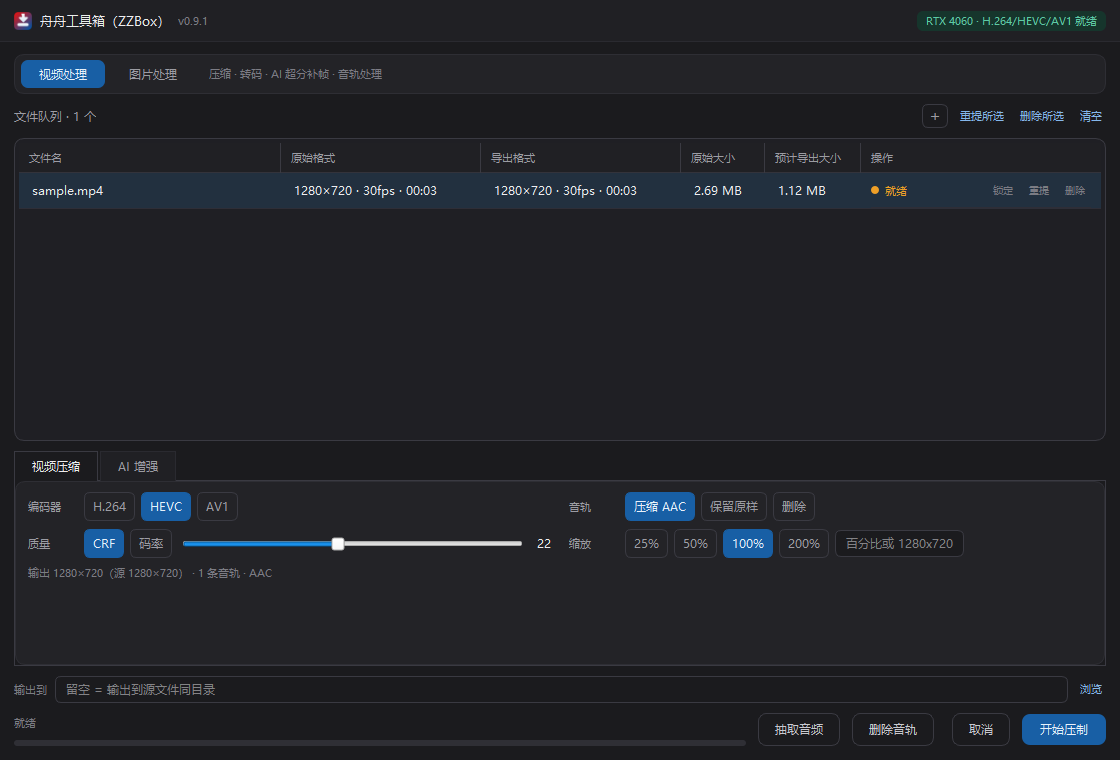 舟舟工具箱（ZZBox） v0.9.1 RTX 4060 · H.264/HEVC/AV1 就绪
视频处理 图片处理 压缩 · 转码 · AI 超分补帧 · 音轨处理
文件队列 · 1 个 + 重提所选 删除所选 清空
文件名 原始格式 导出格式 原始大小 预计导出大小 操作
sample.mp4 1280×720 · 30fps · 00:03 1280×720 · 30fps · 00:03 2.69 MB 1.12 MB 就绪 锁定 重提 删除
视频压缩 AI 增强
编码器 H.264 HEVC AV1 音轨 压缩 AAC 保留原样 删除
质量 CRF 码率 22 缩放 25% 50% 100% 200% 百分比或 1280x720
输出 1280×720（源 1280×720） · 1 条音轨 · AAC
输出到 留空 = 输出到源文件同目录 浏览
就绪 抽取音频 删除音轨 取消 开始压制